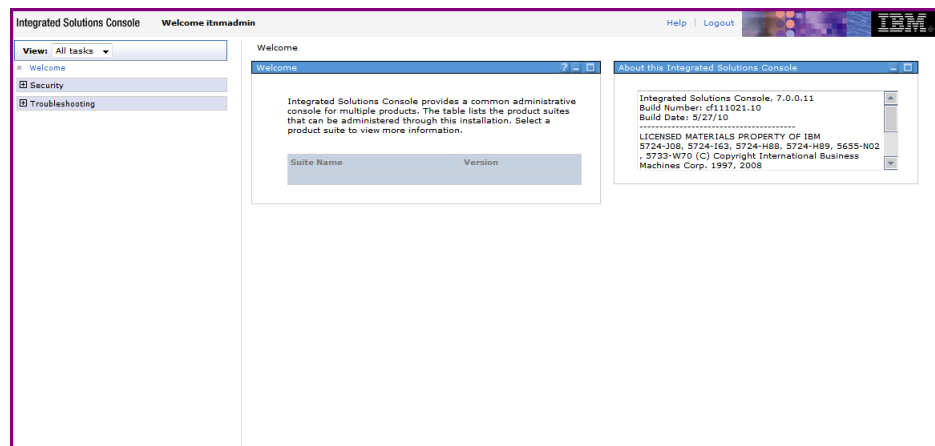 Integrated Solutions Console Welcome itnmadmin Help Logout IBM®
View: All tasks
Welcome
Security
Troubleshooting
Welcome
Welcome ?
Integrated Solutions Console provides a common administrative
console for multiple products. The table lists the product suites
that can be administered through this installation. Select a
product suite to view more information.
Suite Name Version
About this Integrated Solutions Console
Integrated Solutions Console, 7.0.0.11
Build Number: cf111021.10
Build Date: 5/27/10
---------------------------------------
LICENSED MATERIALS PROPERTY OF IBM
5724-J08, 5724-I63, 5724-H88, 5724-H89, 5655-N02
, 5733-W70 (C) Copyright International Business
Machines Corp. 1997, 2008